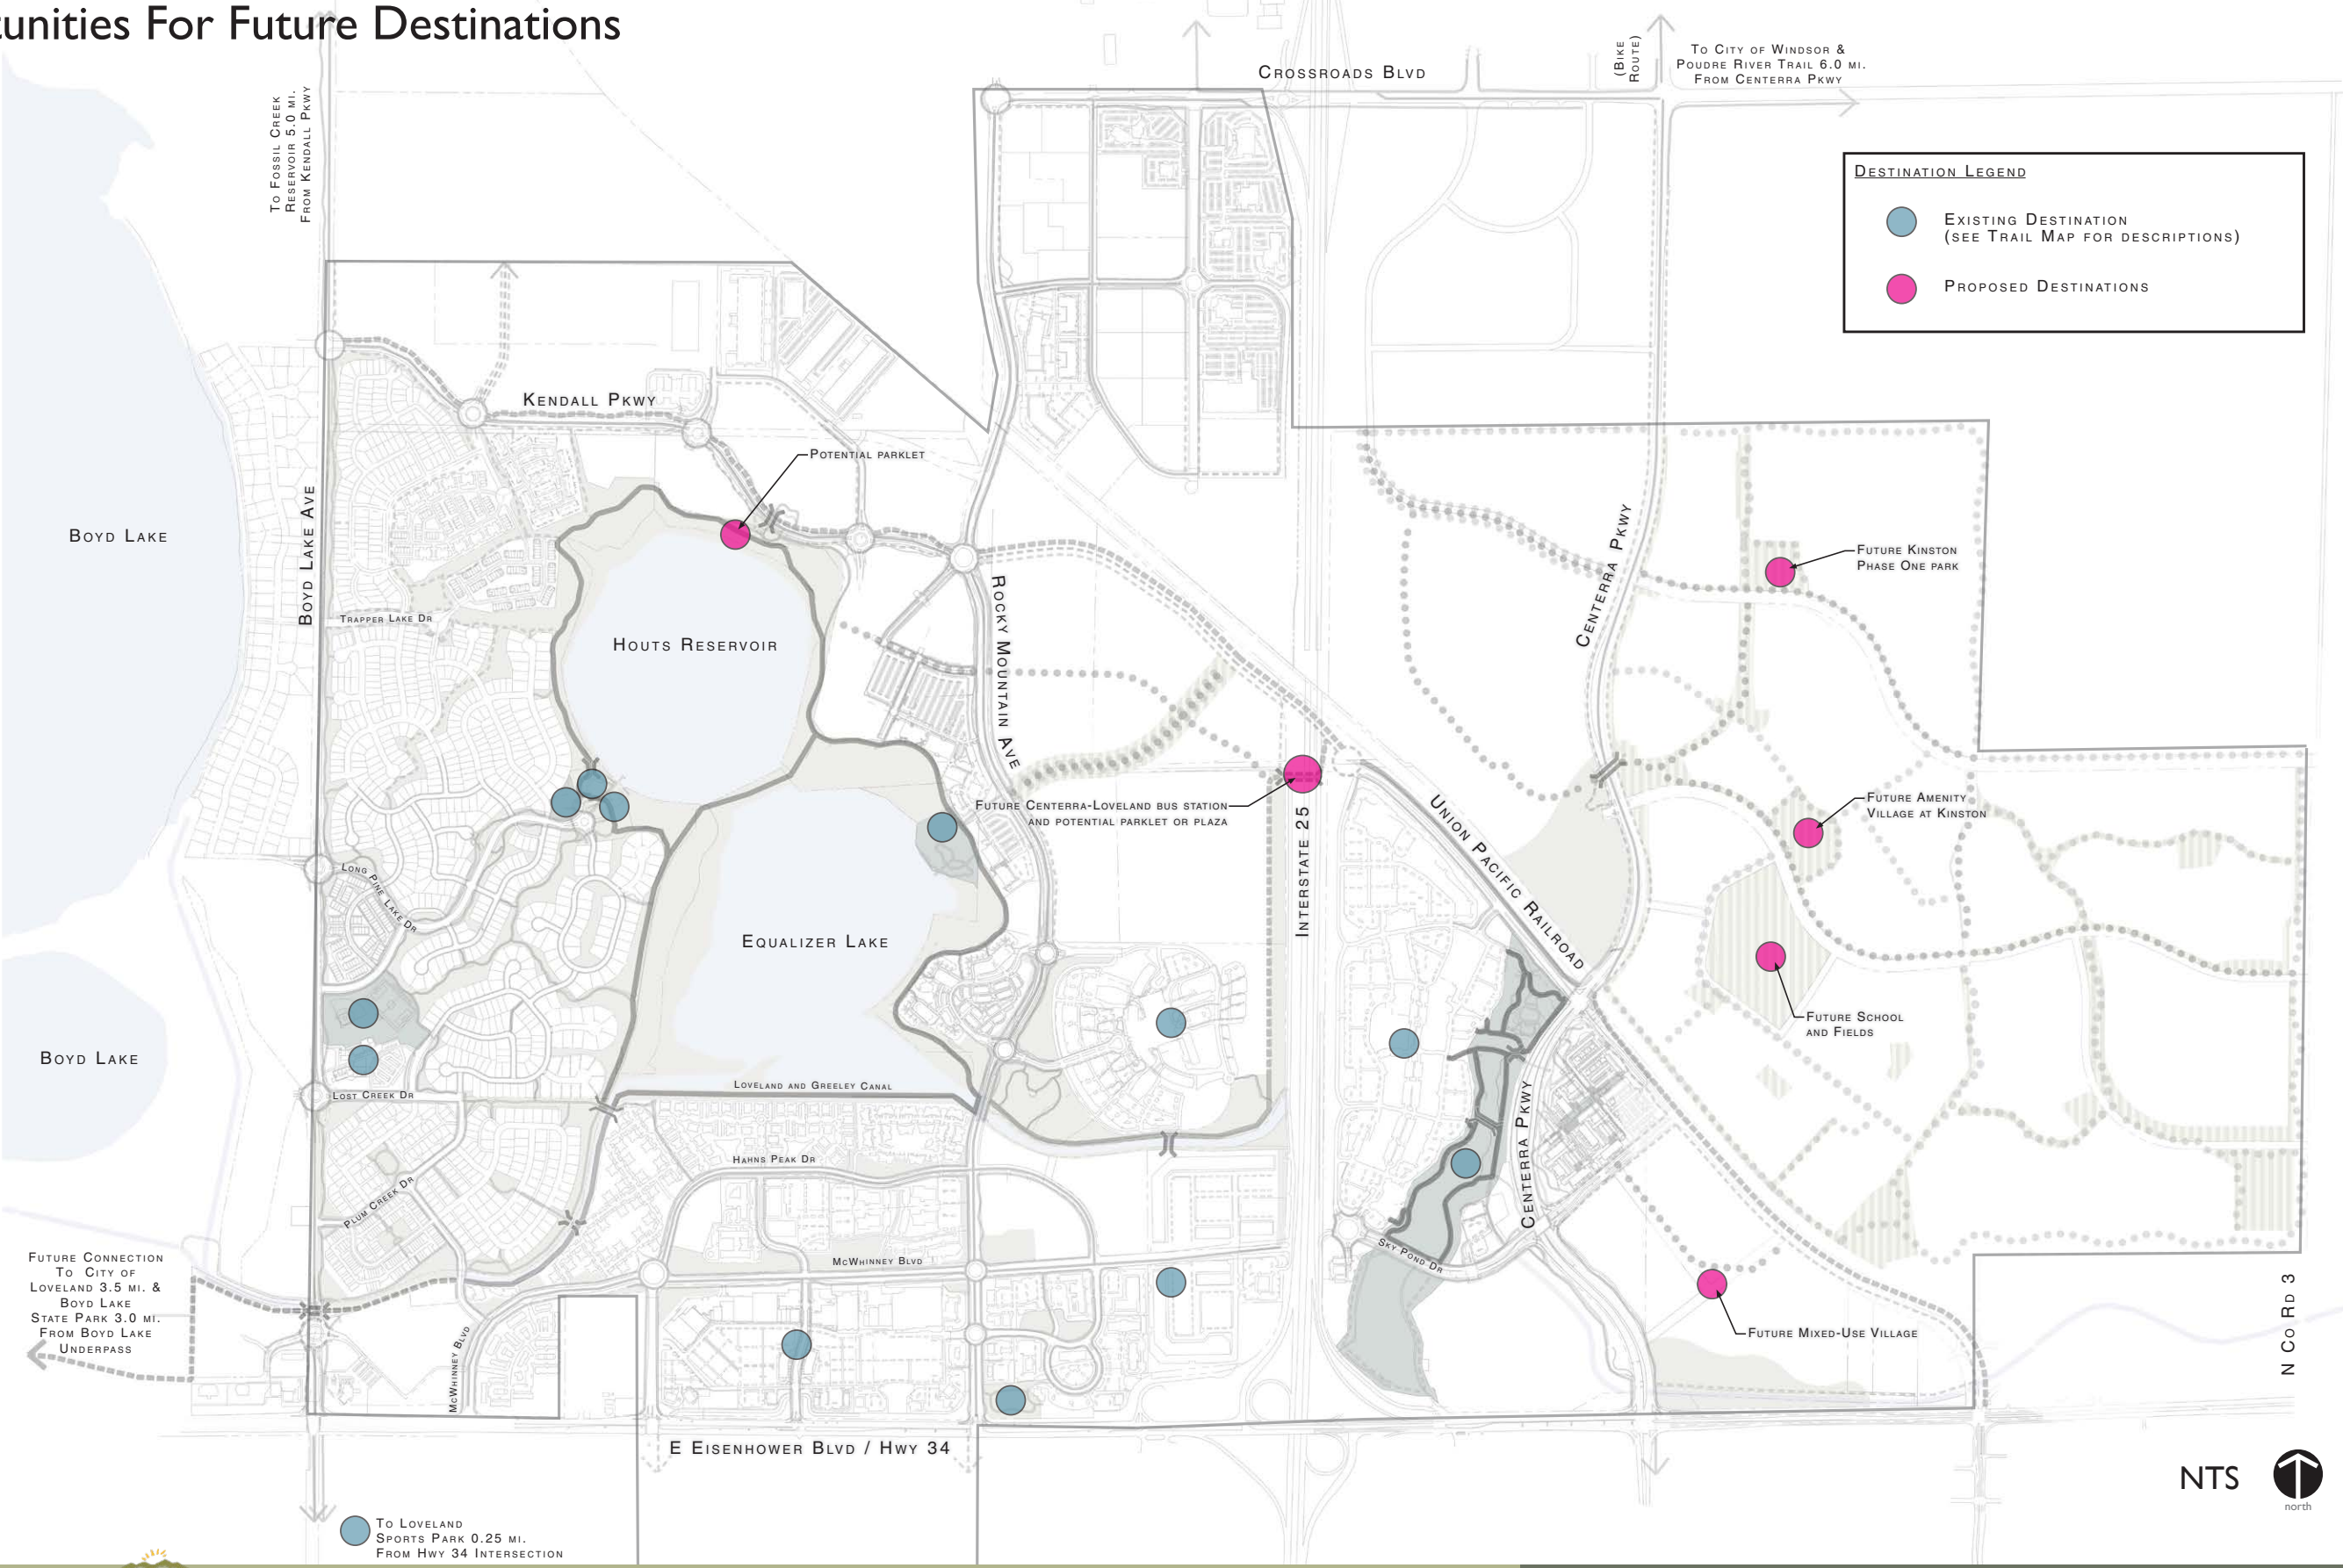 tunities For Future Destinations
To Fossil Creek
Reservoir 5.0 mi.
From Kendall Pkwy
Crossroads Blvd
(Bike
Route)
To City of Windsor &
Poudre River Trail 6.0 mi.
From Centerra Pkwy
Destination Legend
Existing Destination
(see Trail Map for descriptions)
Proposed Destinations
Kendall Pkwy
Potential parklet
Boyd Lake
Boyd Lake Ave
Trapper Lake Dr
Houts Reservoir
Rocky Mountain Ave
Centerra Pkwy
Future Kinston
Phase One park
Future Centerra-Loveland bus station
and potential parklet or plaza
Interstate 25
Union Pacific Railroad
Future Amenity
Village at Kinston
Long Pine Lake Dr
Equalizer Lake
Future School
and Fields
Boyd Lake
Lost Creek Dr
Loveland and Greeley Canal
Centerra Pkwy
Hahns Peak Dr
Plum Creek Dr
McWhinney Blvd
Sky Pond Dr
Future Connection
To City of
Loveland 3.5 mi. &
Boyd Lake
State Park 3.0 mi.
From Boyd Lake
Underpass
McWhinney Blvd
Future Mixed-Use Village
N Co Rd 3
E Eisenhower Blvd / Hwy 34
NTS
north
To Loveland
Sports Park 0.25 mi.
From Hwy 34 Intersection